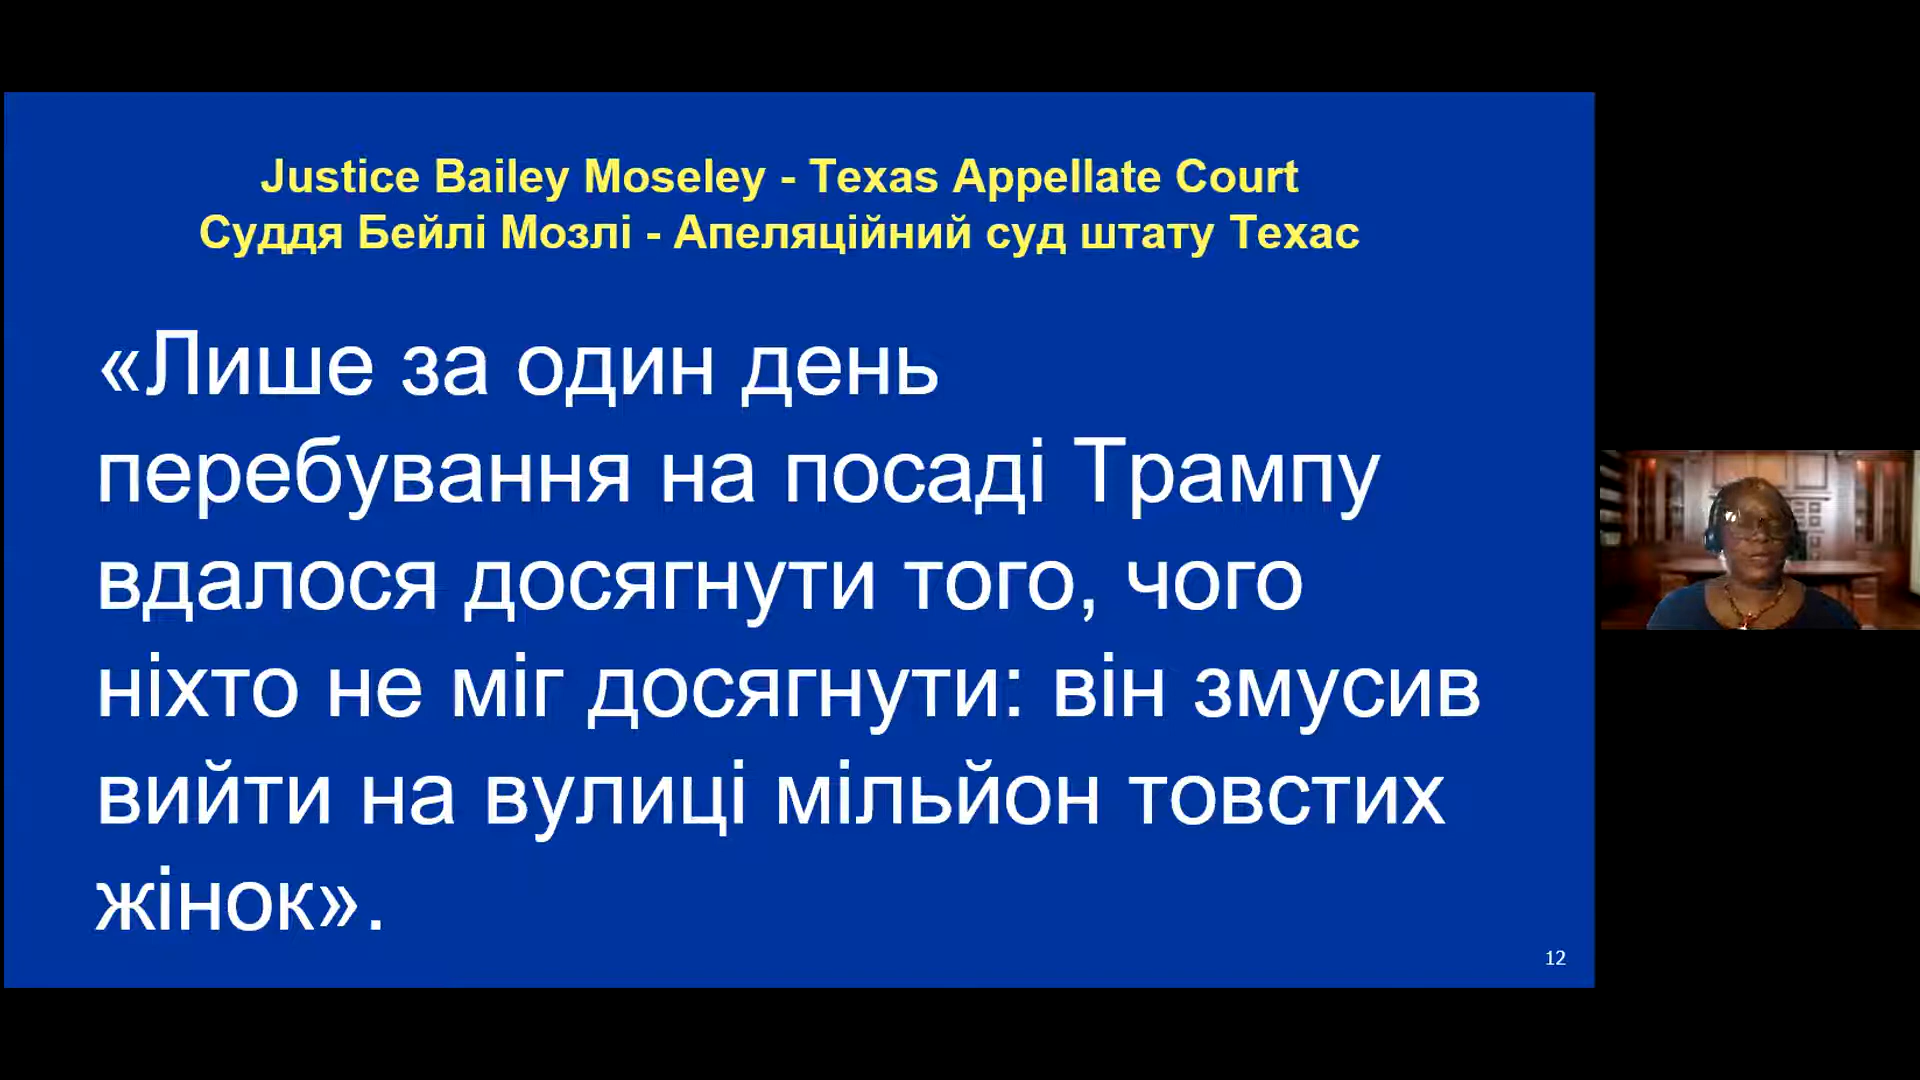 Justice Bailey Moseley - Texas Appellate Court
Суддя Бейлі Мозлі - Апеляційний суд штату Техас
«Лише за один день
перебування на посаді Трампу
вдалося досягнути того, чого
ніхто не міг досягнути: він змусив
вийти на вулиці мільйон товстих
жінок».
12